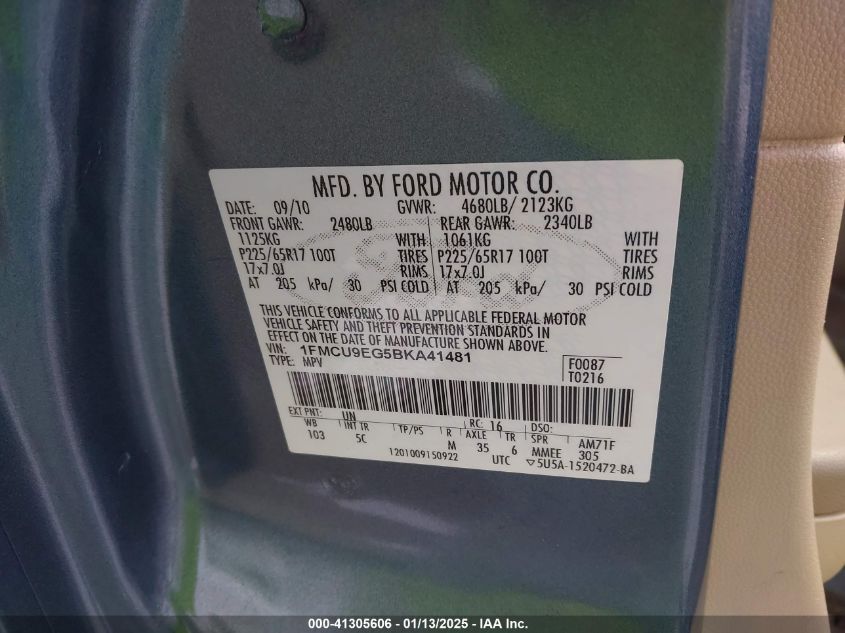 MFD. BY FORD MOTOR CO.
DATE: 09/10 GVWR: 4680LB/ 2123KG
FRONT GAWR: 2480LB REAR GAWR: 2340LB
1125KG WITH 1061KG WITH
P225/65R17 100T TIRES P225/65R17 100T TIRES
17x7.0J RIMS 17x7.0J RIMS
AT 205 kPa/ 30 PSI COLD AT 205 kPa/ 30 PSI COLD
THIS VEHICLE CONFORMS TO ALL APPLICABLE FEDERAL MOTOR
VEHICLE SAFETY AND THEFT PREVENTION STANDARDS IN
EFFECT ON THE DATE OF MANUFACTURE SHOWN ABOVE.
VIN: 1FMCU9EG5BKA41481
TYPE: MPV
F0087
T0216
EXT PNT: UN RC: 16 DSO:
WB INT TR TP/PS R AXLE TR SPR AM71F
103 5C M 35 6 MMEE 305
1201009150922 UTC ▽5U5A-1520472-BA
000-41305606 - 01/13/2025 - IAA Inc.